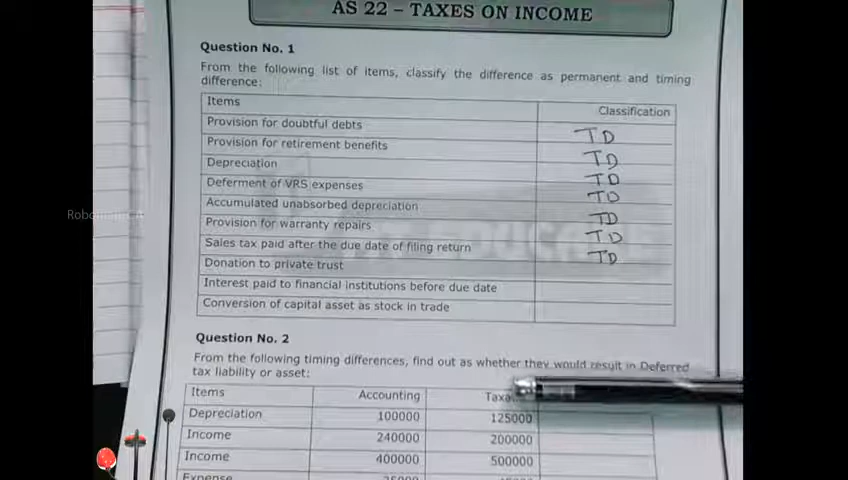 AS 22 – TAXES ON INCOME
Question No. 1
From the following list of items, classify the difference as permanent and timing
difference:
Items Classification
Provision for doubtful debts TD
Provision for retirement benefits TD
Depreciation TD
Deferment of VRS expenses TD
Accumulated unabsorbed depreciation TD
Provision for warranty repairs TD
Sales tax paid after the due date of filing return TD
Donation to private trust
Interest paid to financial institutions before due date
Conversion of capital asset as stock in trade
Question No. 2
From the following timing differences, find out as whether they would result in Deferred
tax liability or asset:
Items Accounting
Depreciation 100000 125000
Income 240000 200000
Income 400000 500000
Expense